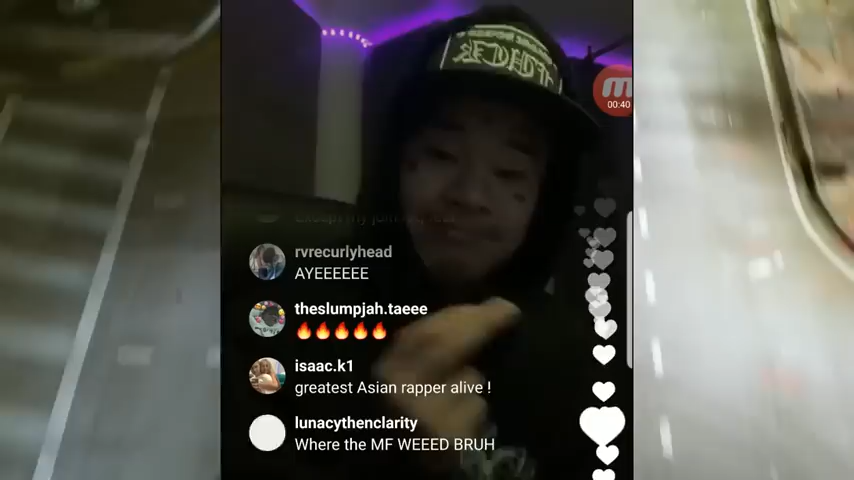 00:40
rvrecurlyhead
AYEEEEEE
theslumpjah.taeee
🔥🔥🔥🔥🔥
isaac.k1
greatest Asian rapper alive !
lunacythenclarity
Where the MF WEEED BRUH